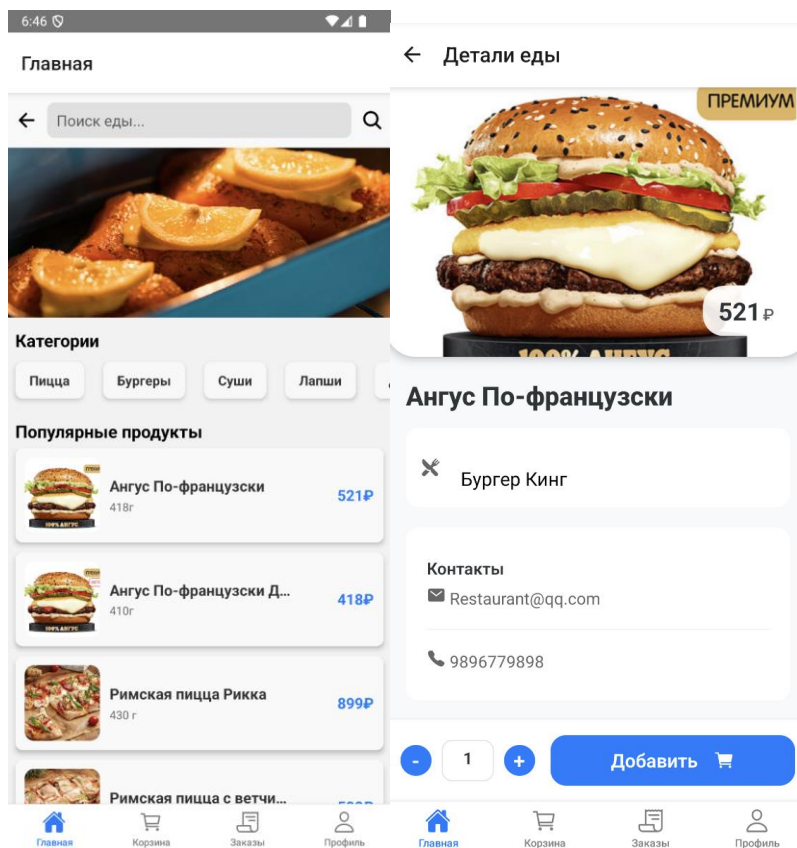 6:46
Главная
Поиск еды...
Категории
Пицца
Бургеры
Суши
Лапши
Популярные продукты
Ангус По-французски
418г
521₽
Ангус По-французски Д...
410г
418₽
Римская пицца Рикка
430 г
899₽
Римская пицца с ветчи...
Главная
Корзина
Заказы
Профиль
Детали еды
ПРЕМИУМ
521₽
100% АНГУС
Ангус По-французски
Бургер Кинг
Контакты
Restaurant@qq.com
9896779898
- 1 +
Добавить
Главная
Корзина
Заказы
Профиль